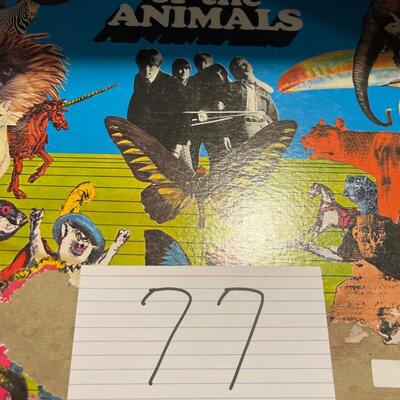 of the
ANIMALS
77